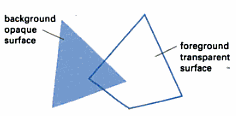 background
opaque
surface
foreground
transparent
surface